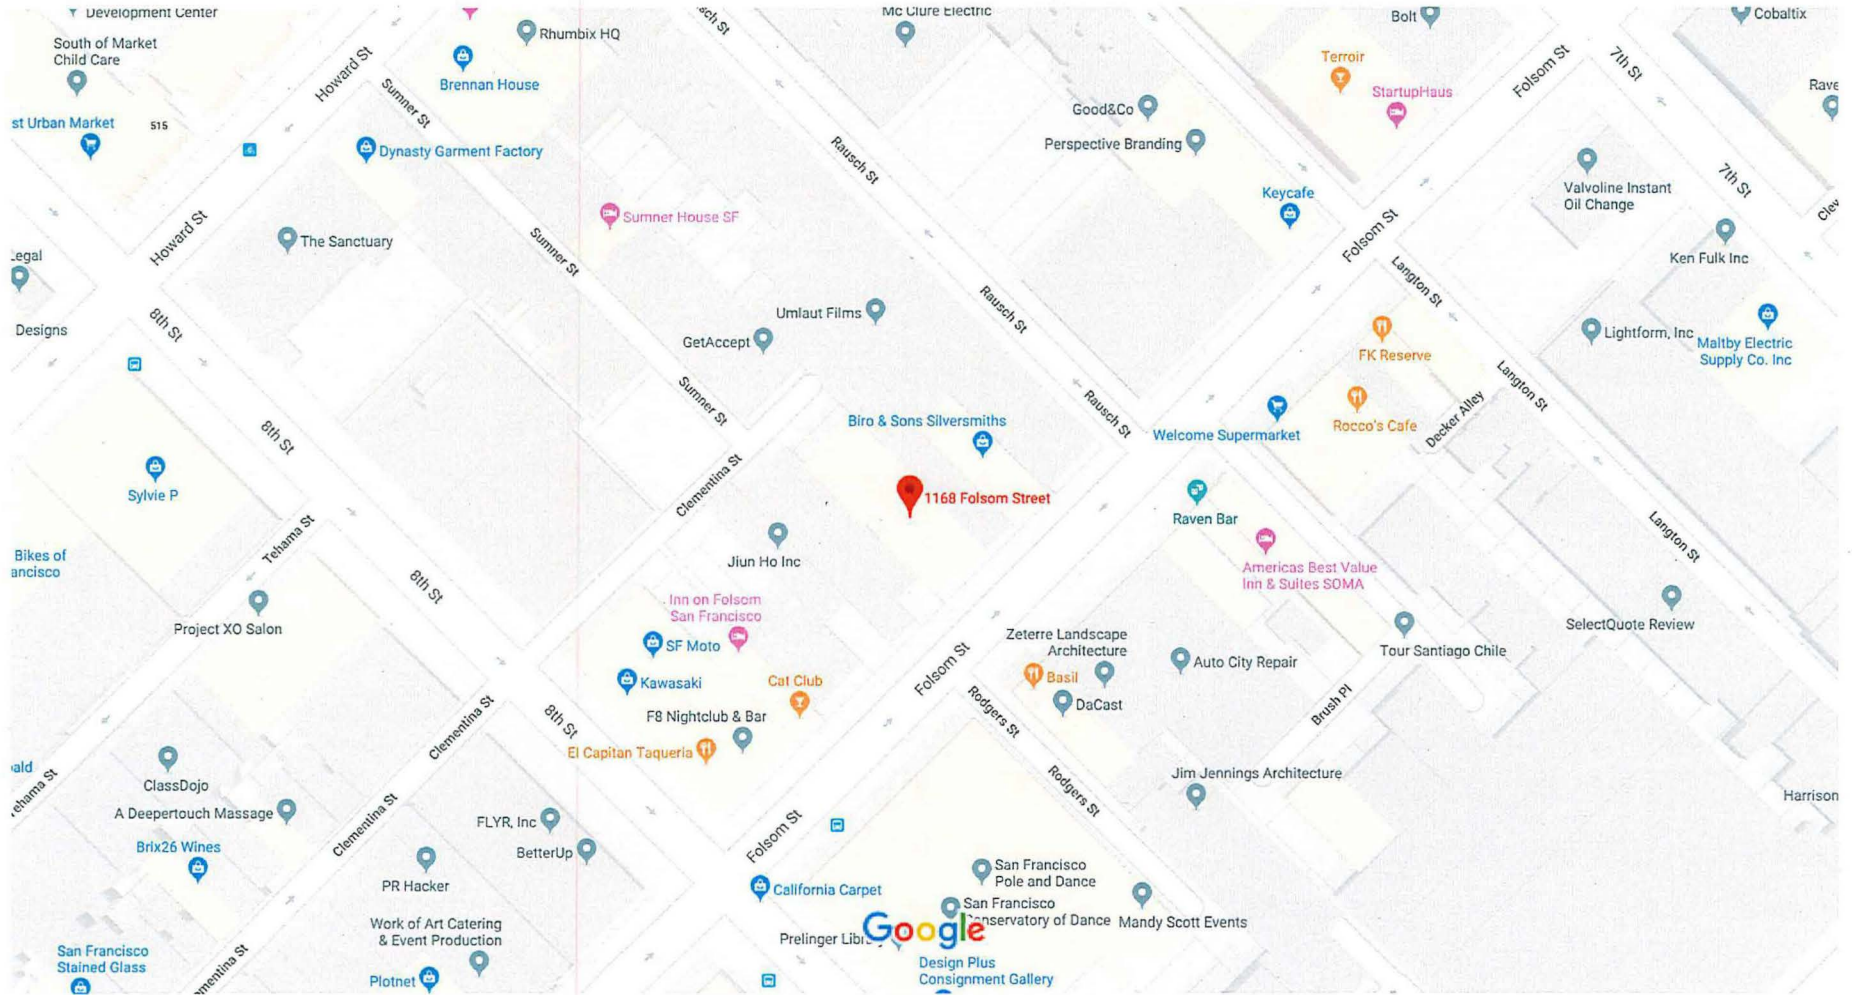 Development Center
South of Market
Child Care
Howard St
Rhumbix HQ
Brennan House
Mc Clure Electric
Bolt
Cobaltix
Terroir
StartupHaus
Folsom St
7th St
Sumner St
515
Dynasty Garment Factory
Good&Co
Perspective Branding
Rausch St
Keycafe
Valvoline Instant
Oil Change
7th St
Howard St
The Sanctuary
Sumner House SF
Sumner St
Folsom St
Langton St
Ken Fulk Inc
Designs
8th St
Umlaut Films
GetAccept
Rausch St
FK Reserve
Lightform, Inc
Maltby Electric
Supply Co. Inc
Sumner St
Rausch St
Langton St
Rocco's Cafe
Decker Alley
Welcome Supermarket
Biro & Sons Silversmiths
8th St
Sylvie P
Clementina St
1168 Folsom Street
Raven Bar
Langton St
Tehama St
Bikes of
Jiun Ho Inc
Americas Best Value
Inn & Suites SOMA
8th St
Inn on Folsom
San Francisco
Project XO Salon
SF Moto
Zeterre Landscape
Architecture
SelectQuote Review
Tour Santiago Chile
Auto City Repair
Folsom St
Basil
DaCast
Kawasaki
Cat Club
F8 Nightclub & Bar
El Capitan Taqueria
8th St
Clementina St
Rodgers St
Brush Pl
ClassDojo
A Deepertouch Massage
Brix26 Wines
Clementina St
FLYR, Inc
BetterUp
Folsom St
Rodgers St
Jim Jennings Architecture
Harrison
PR Hacker
California Carpet
San Francisco
Pole and Dance
San Francisco
Conservatory of Dance
Mandy Scott Events
Work of Art Catering
& Event Production
Google
Prelinger
Design Plus
Consignment Gallery
San Francisco
Stained Glass
Plotnet